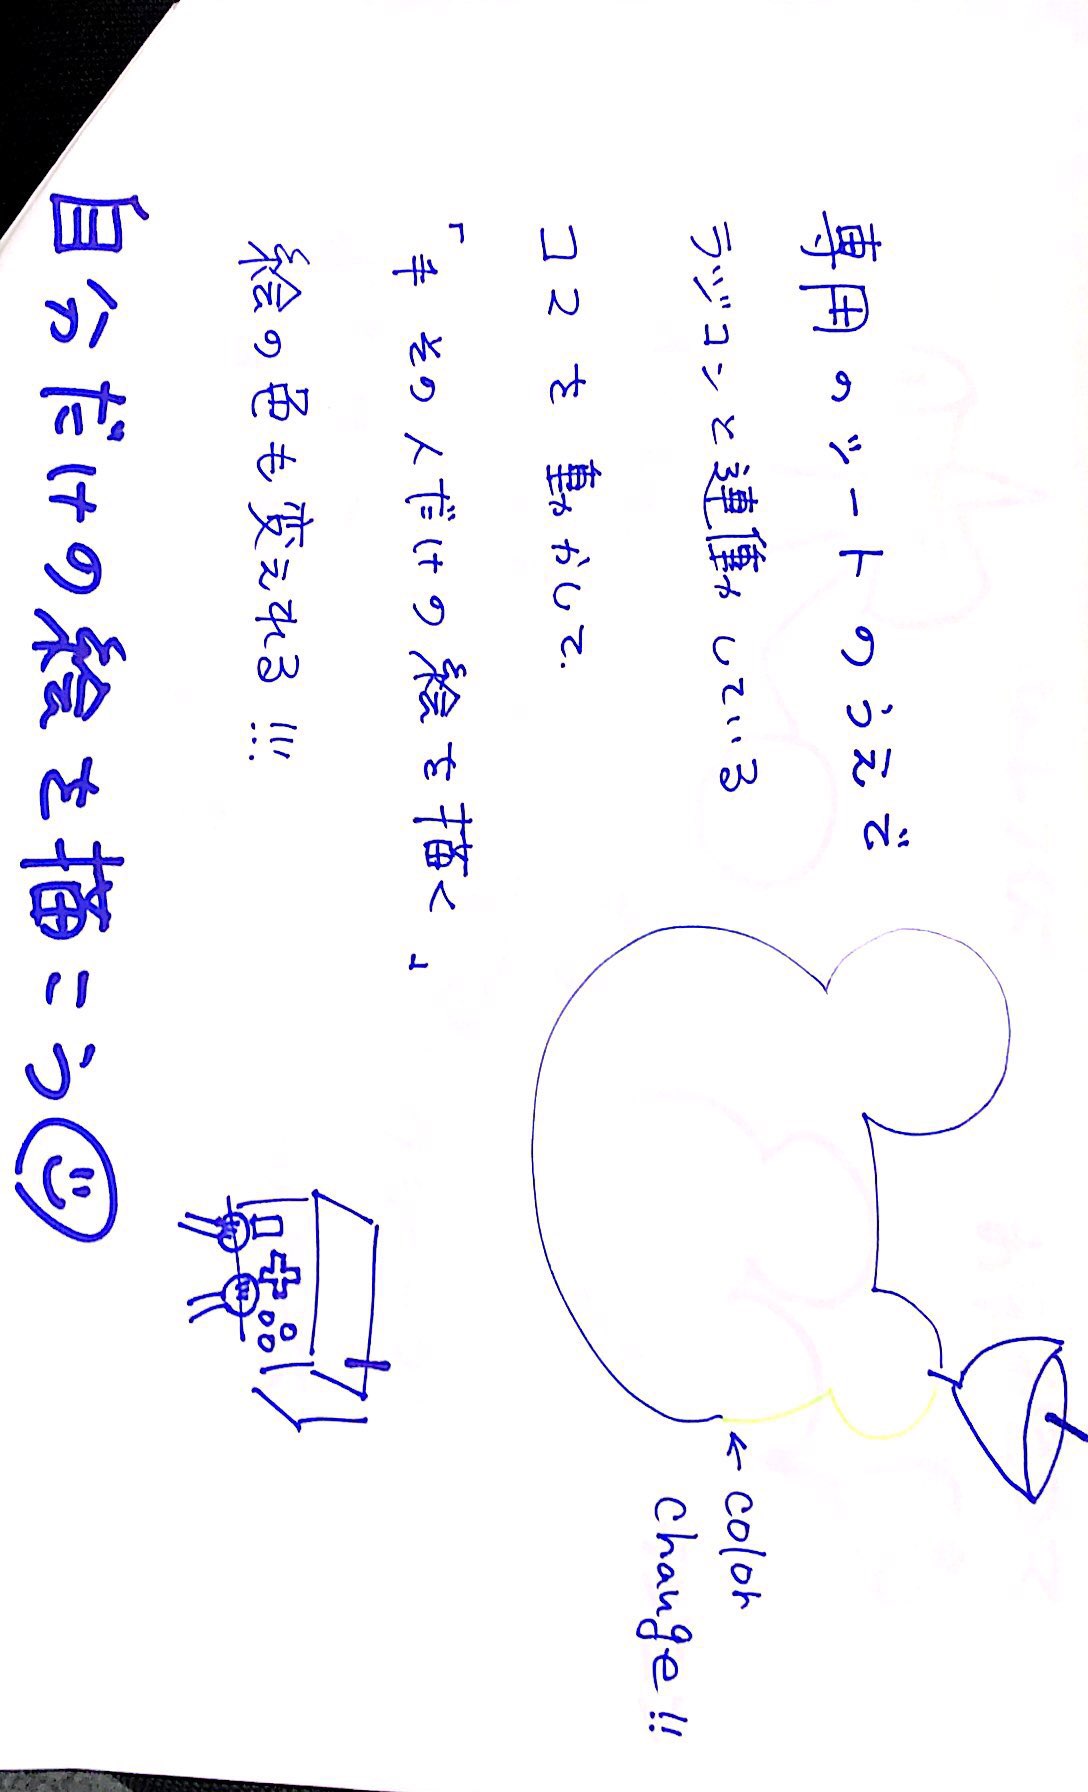 専用のシートのうえで
ラジコンと連動している
コマを動かして.
「キその人だけの絵を描く」
絵の色も変えれる!!!
自分だけの絵を描こう
← color
change!!